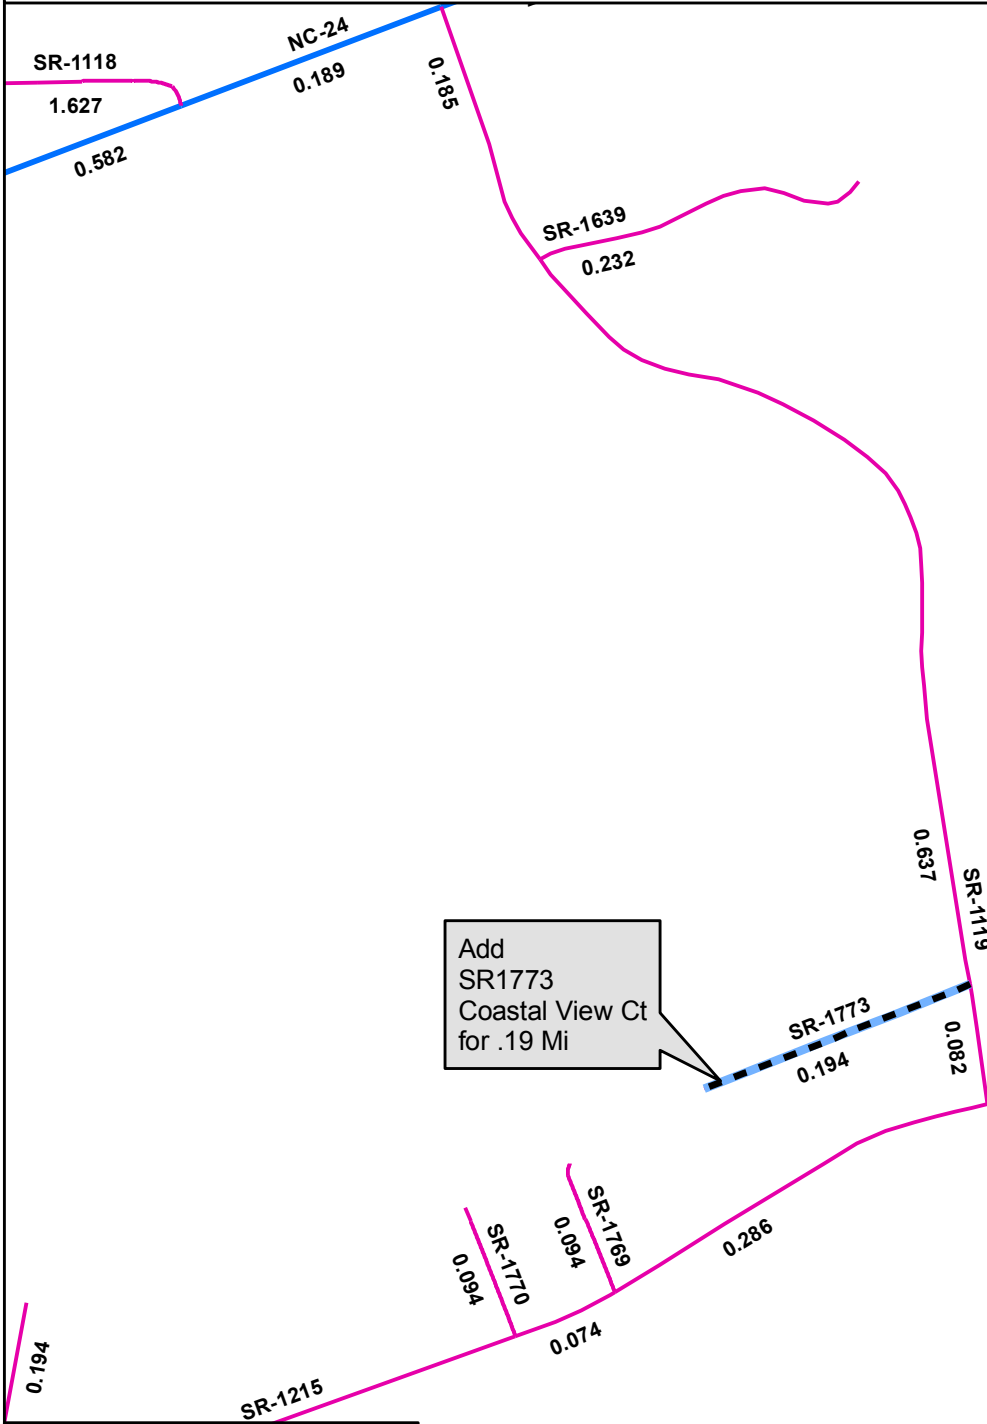 NC-24
SR-1118
0.189
0.185
1.627
0.582
SR-1639
0.232
0.637
SR-1119
Add
SR1773
Coastal View Ct
for .19 Mi
SR-1773
0.194
0.082
SR-1769
0.094
SR-1770
0.094
0.286
0.074
0.194
SR-1215